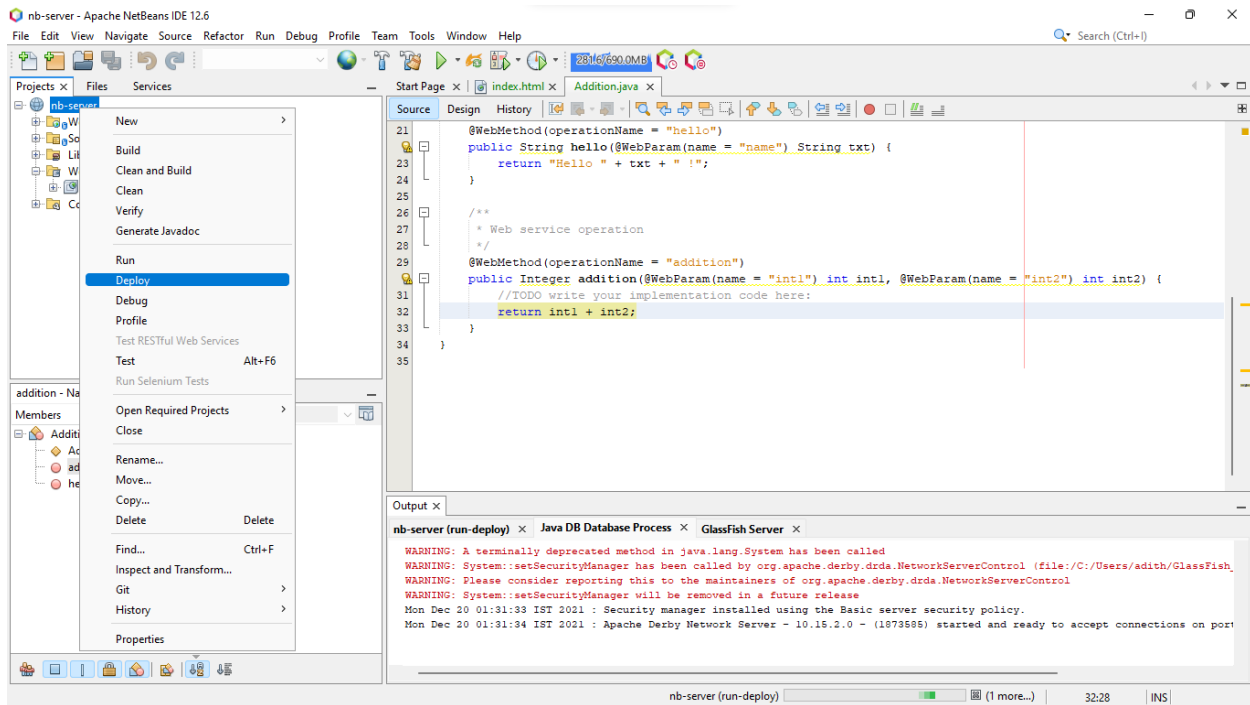 nb-server - Apache NetBeans IDE 12.6
File Edit View Navigate Source Refactor Run Debug Profile Team Tools Window Help
Search (Ctrl+I)
281.6/690.0MB
Projects Files Services
Start Page index.html Addition.java
Source Design History
nb-server
W
So
Lib
W
Co
New
Build
Clean and Build
Clean
Verify
Generate Javadoc
Run
Deploy
Debug
Profile
Test RESTful Web Services
Test Alt+F6
Run Selenium Tests
Open Required Projects
Close
Rename...
Move...
Copy...
Delete Delete
Find... Ctrl+F
Inspect and Transform...
Git
History
Properties
addition - Na
Members
Additi
Ad
ad
he
21 @WebMethod(operationName = "hello")
public String hello(@WebParam(name = "name") String txt) {
23 return "Hello " + txt + " !";
24 }
25
26 /**
27 * Web service operation
28 */
29 @WebMethod(operationName = "addition")
public Integer addition(@WebParam(name = "int1") int int1, @WebParam(name = "int2") int int2) {
31 //TODO write your implementation code here:
32 return int1 + int2;
33 }
34 }
35
Output
nb-server (run-deploy) Java DB Database Process GlassFish Server
WARNING: A terminally deprecated method in java.lang.System has been called
WARNING: System::setSecurityManager has been called by org.apache.derby.drda.NetworkServerControl (file:/C:/Users/adith/GlassFish_
WARNING: Please consider reporting this to the maintainers of org.apache.derby.drda.NetworkServerControl
WARNING: System::setSecurityManager will be removed in a future release
Mon Dec 20 01:31:33 IST 2021 : Security manager installed using the Basic server security policy.
Mon Dec 20 01:31:34 IST 2021 : Apache Derby Network Server - 10.15.2.0 - (1873585) started and ready to accept connections on port
nb-server (run-deploy) (1 more...) 32:28 INS